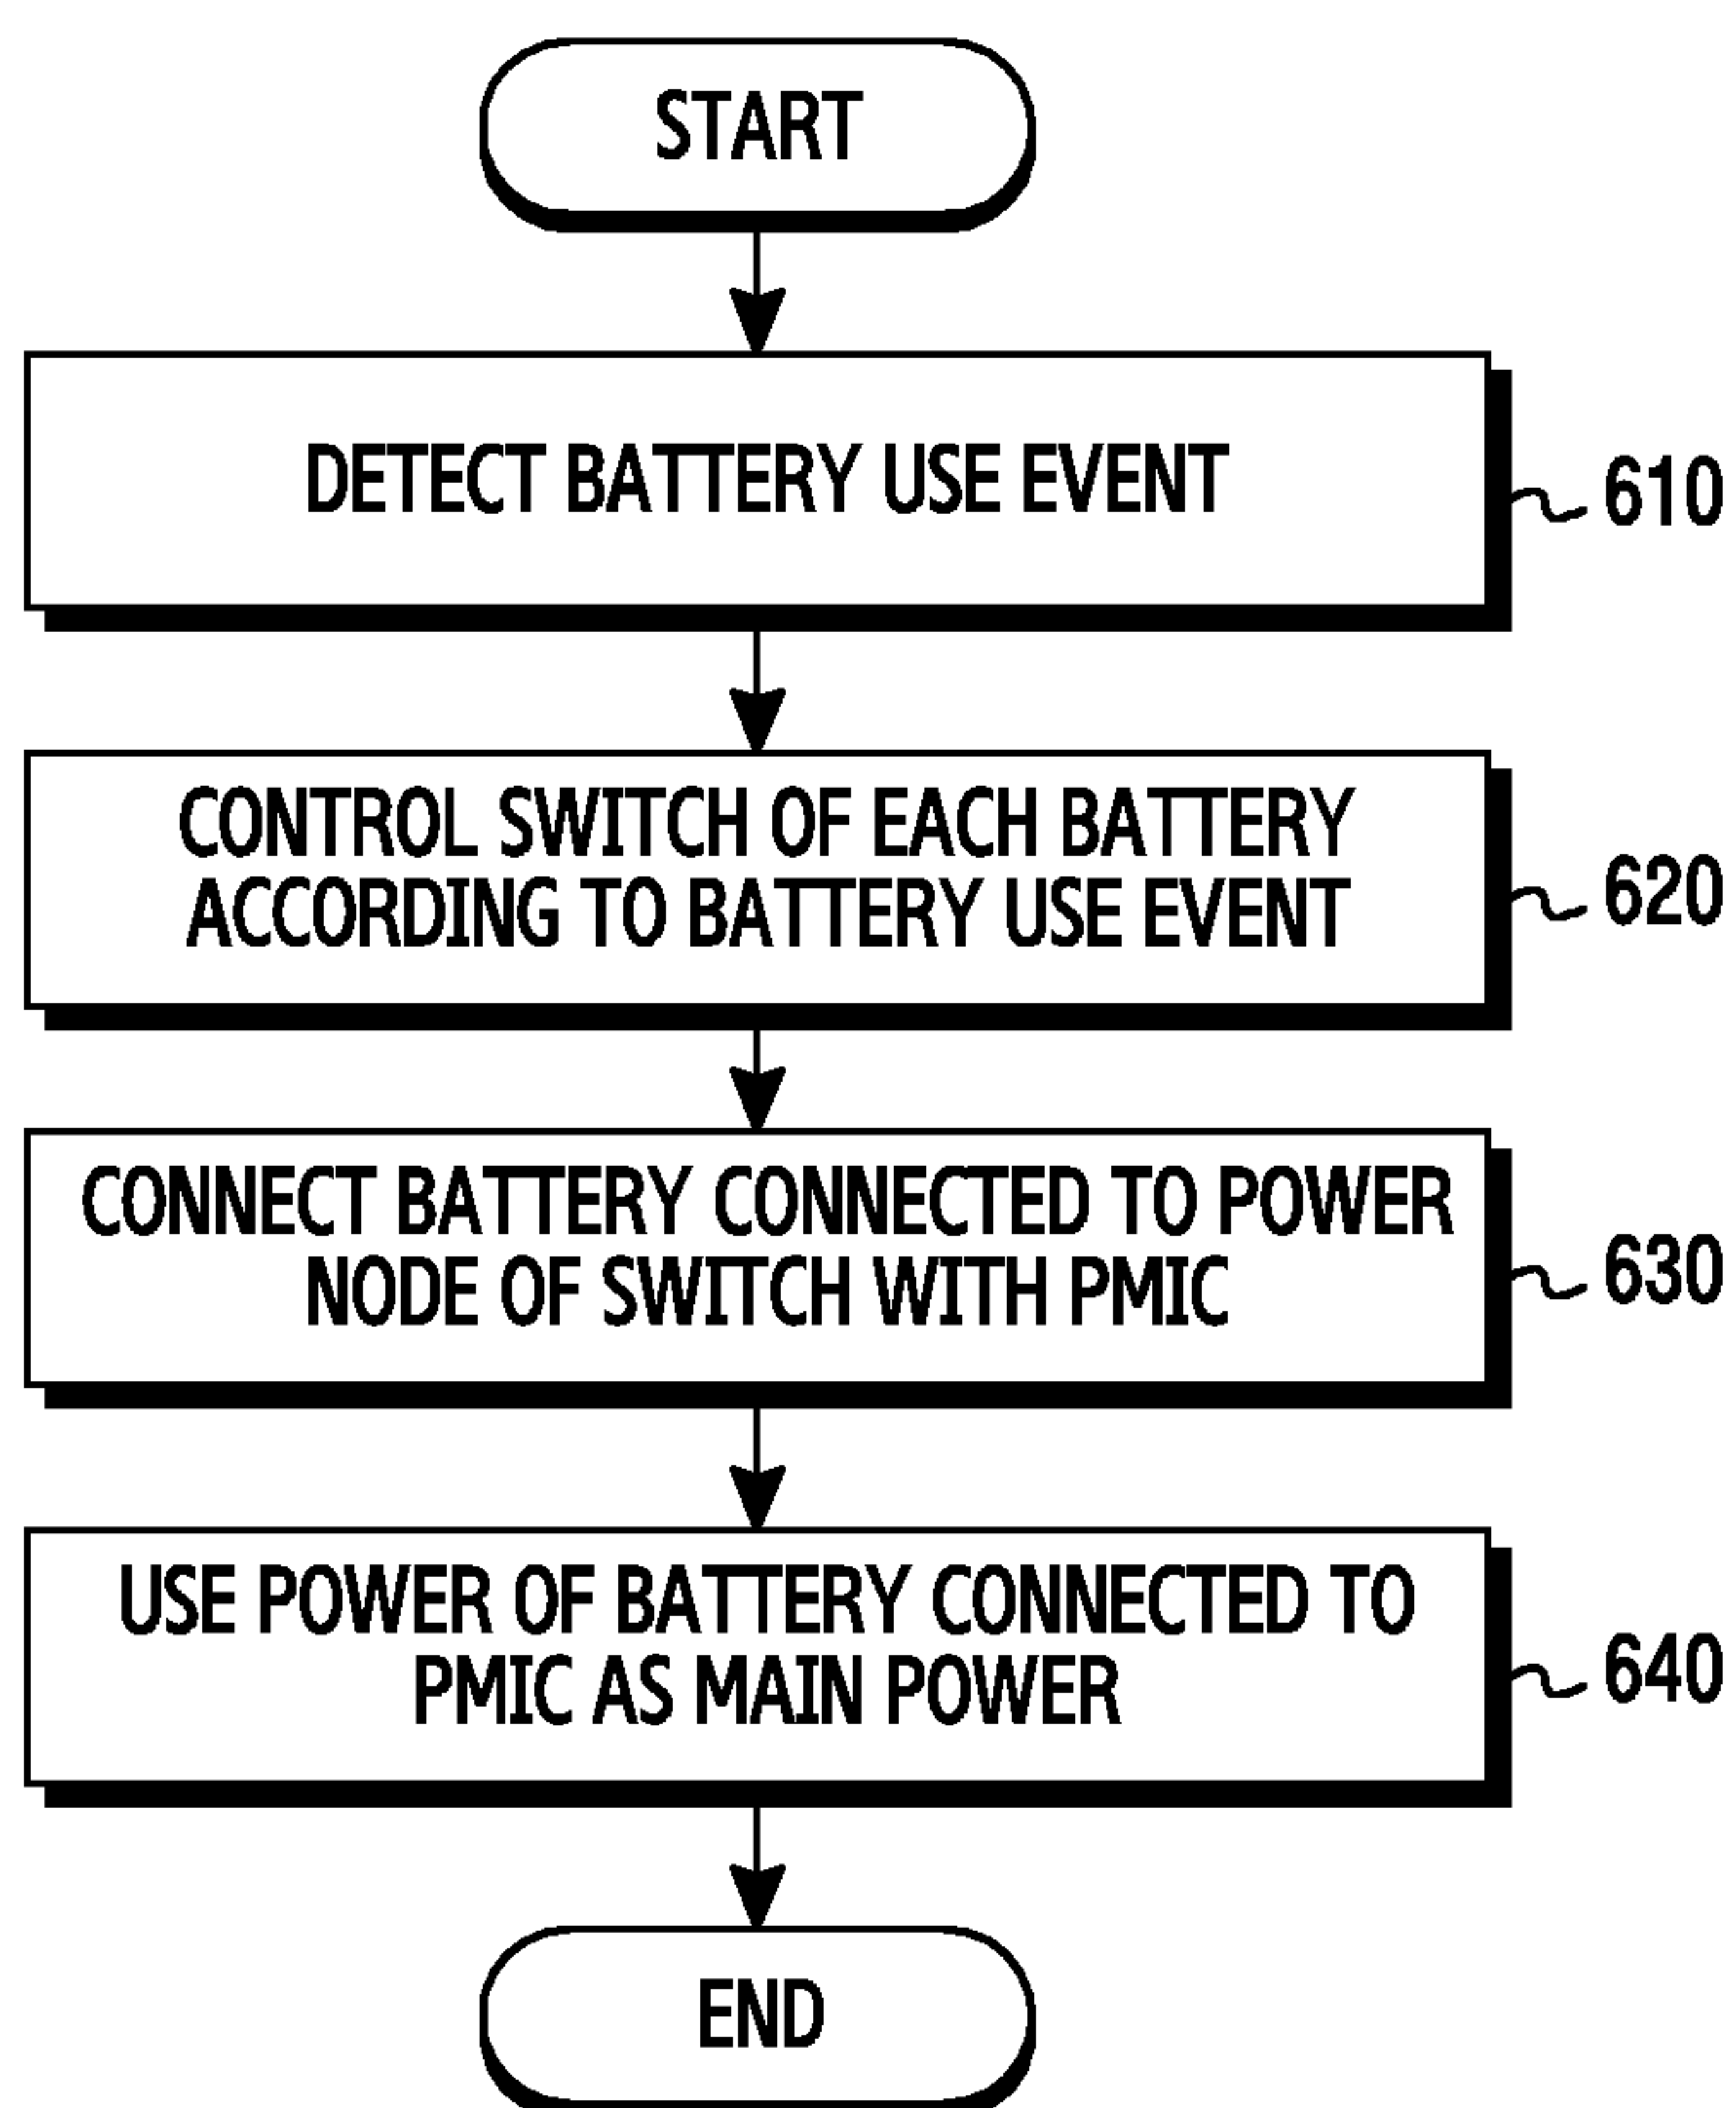 START
DETECT BATTERY USE EVENT
610
CONTROL SWITCH OF EACH BATTERY
ACCORDING TO BATTERY USE EVENT
620
CONNECT BATTERY CONNECTED TO POWER
NODE OF SWITCH WITH PMIC
630
USE POWER OF BATTERY CONNECTED TO
PMIC AS MAIN POWER
640
END